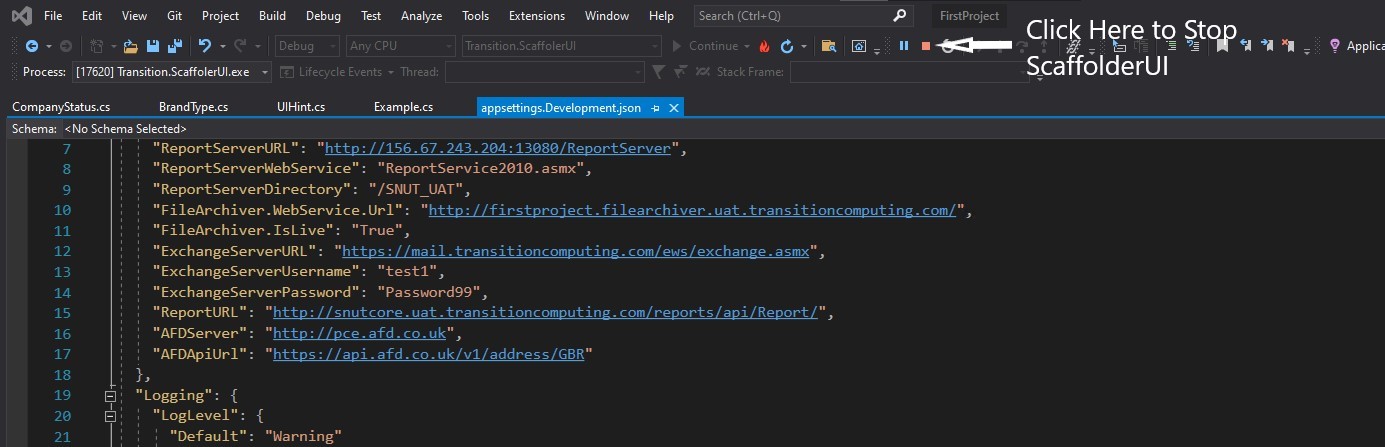 File Edit View Git Project Build Debug Test Analyze Tools Extensions Window Help Search (Ctrl+Q) FirstProject
Click Here to Stop
Debug Any CPU Transition.ScaffolerUI Continue Applica
ScaffolderUI
Process: [17620] Transition.ScaffolerUI.exe Lifecycle Events Thread: Stack Frame:
CompanyStatus.cs BrandType.cs UIHint.cs Example.cs appsettings.Development.json
Schema: <No Schema Selected>
7 "ReportServerURL": "http://156.67.243.204:13080/ReportServer",
8 "ReportServerWebService": "ReportService2010.asmx",
9 "ReportServerDirectory": "/SNUT_UAT",
10 "FileArchiver.WebService.Url": "http://firstproject.filearchiver.uat.transitioncomputing.com/",
11 "FileArchiver.IsLive": "True",
12 "ExchangeServerURL": "https://mail.transitioncomputing.com/ews/exchange.asmx",
13 "ExchangeServerUsername": "test1",
14 "ExchangeServerPassword": "Password99",
15 "ReportURL": "http://snutcore.uat.transitioncomputing.com/reports/api/Report/",
16 "AFDServer": "http://pce.afd.co.uk",
17 "AFDApiUrl": "https://api.afd.co.uk/v1/address/GBR"
18 },
19 "Logging": {
20 "LogLevel": {
21 "Default": "Warning"